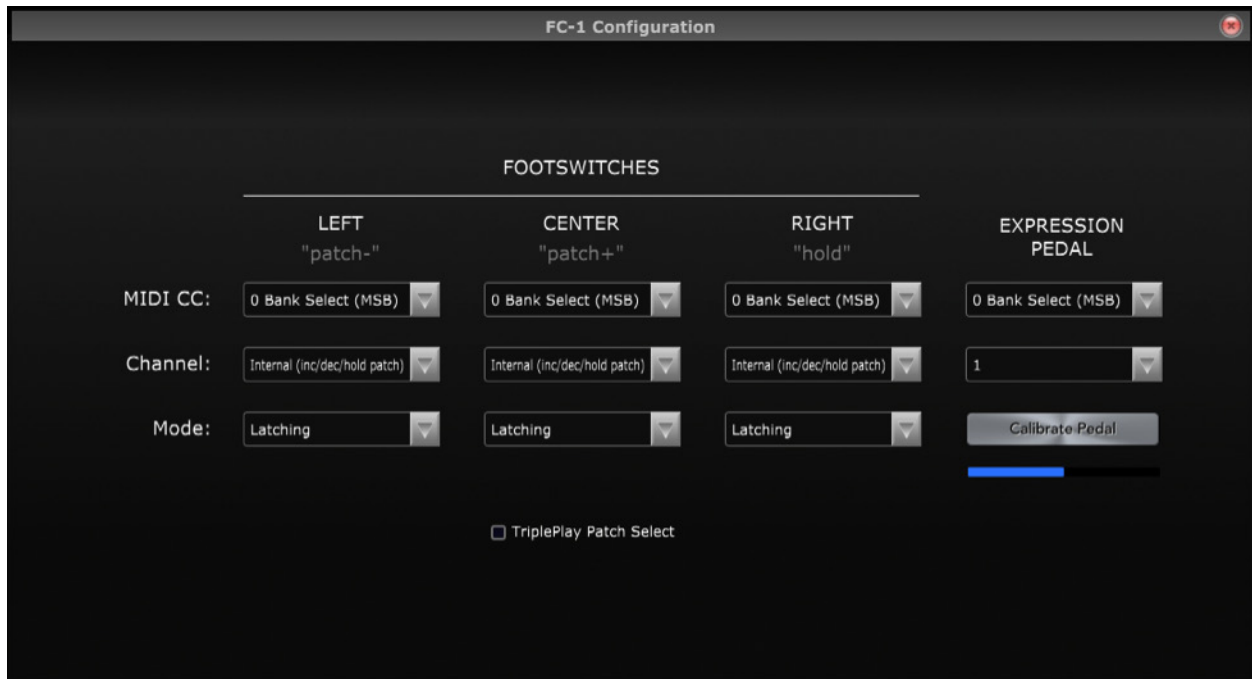 FC-1 Configuration
FOOTSWITCHES
LEFT CENTER RIGHT EXPRESSION
"patch-" "patch+" "hold" PEDAL
MIDI CC: 0 Bank Select (MSB) 0 Bank Select (MSB) 0 Bank Select (MSB) 0 Bank Select (MSB)
Channel: Internal (inc/dec/hold patch) Internal (inc/dec/hold patch) Internal (inc/dec/hold patch) 1
Mode: Latching Latching Latching Calibrate Pedal
TriplePlay Patch Select